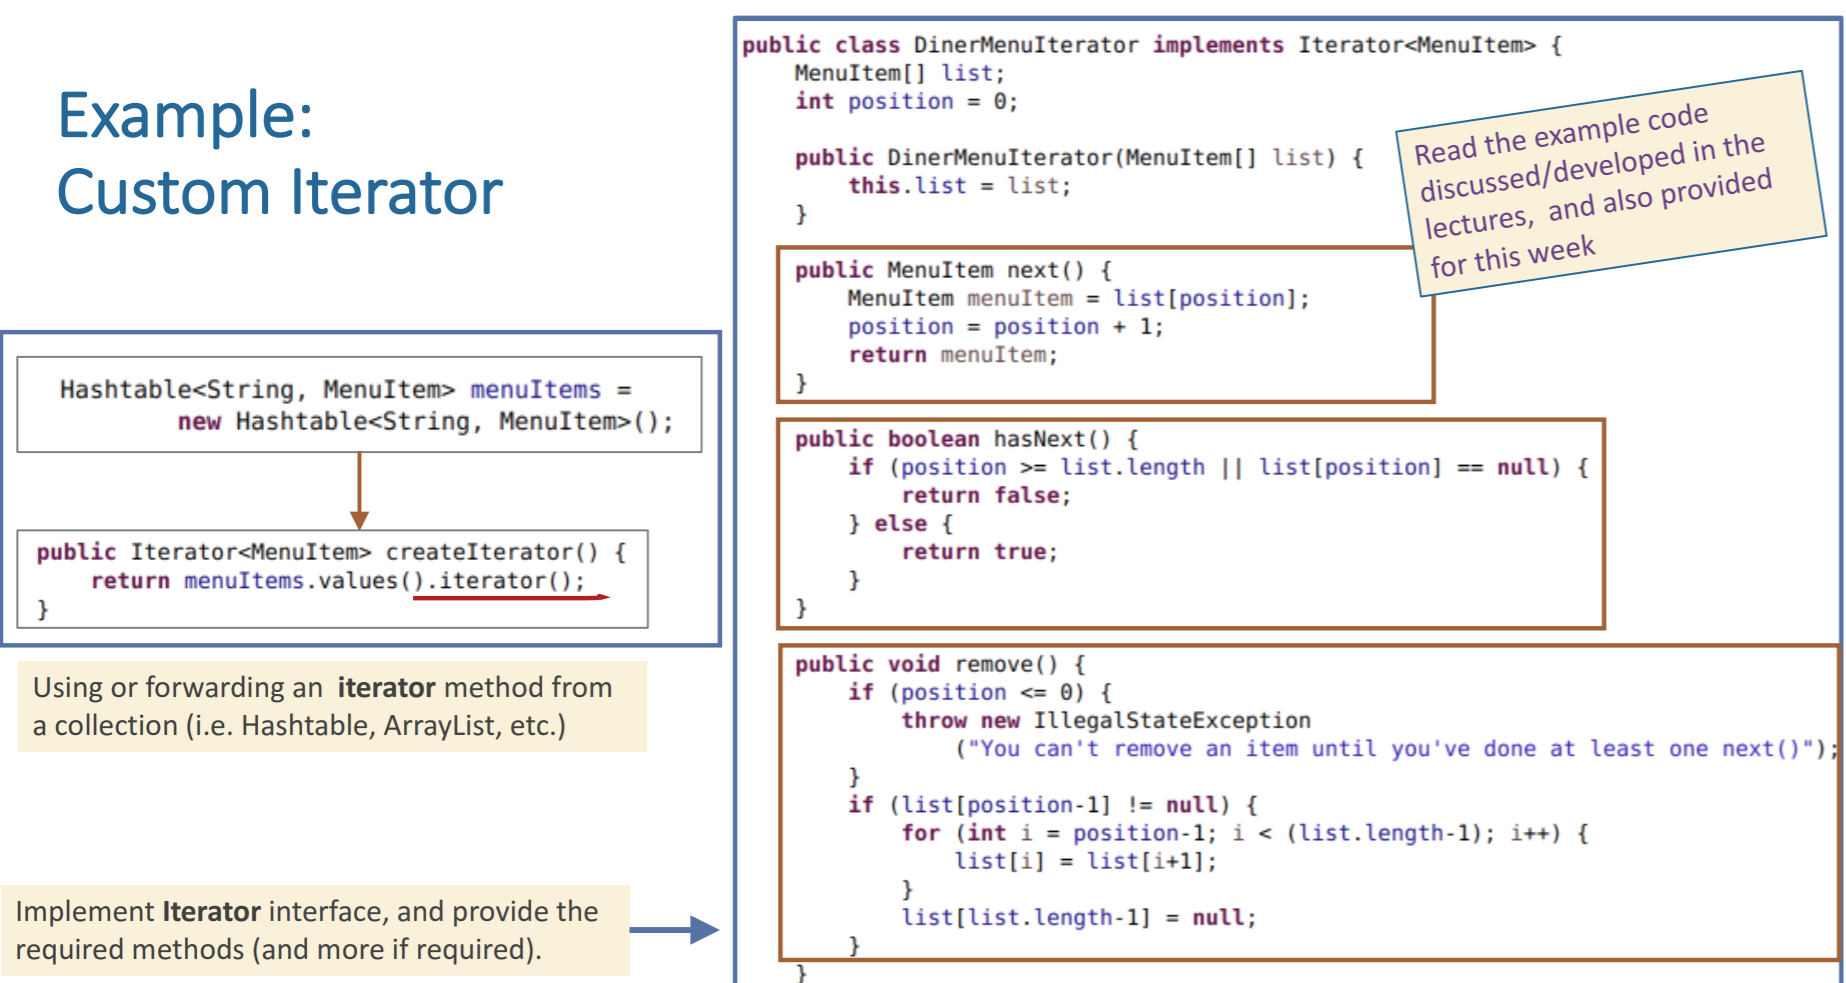 Example:
Custom Iterator
Hashtable<String, MenuItem> menuItems =
new Hashtable<String, MenuItem>();
public Iterator<MenuItem> createIterator() {
return menuItems.values().iterator();
}
Using or forwarding an iterator method from
a collection (i.e. Hashtable, ArrayList, etc.)
Implement Iterator interface, and provide the
required methods (and more if required).
public class DinerMenuIterator implements Iterator<MenuItem> {
MenuItem[] list;
int position = 0;
public DinerMenuIterator(MenuItem[] list) {
this.list = list;
}
public MenuItem next() {
MenuItem menuItem = list[position];
position = position + 1;
return menuItem;
}
public boolean hasNext() {
if (position >= list.length || list[position] == null) {
return false;
} else {
return true;
}
}
public void remove() {
if (position <= 0) {
throw new IllegalStateException
("You can't remove an item until you've done at least one next()");
}
if (list[position-1] != null) {
for (int i = position-1; i < (list.length-1); i++) {
list[i] = list[i+1];
}
list[list.length-1] = null;
}
}
Read the example code
discussed/developed in the
lectures, and also provided
for this week